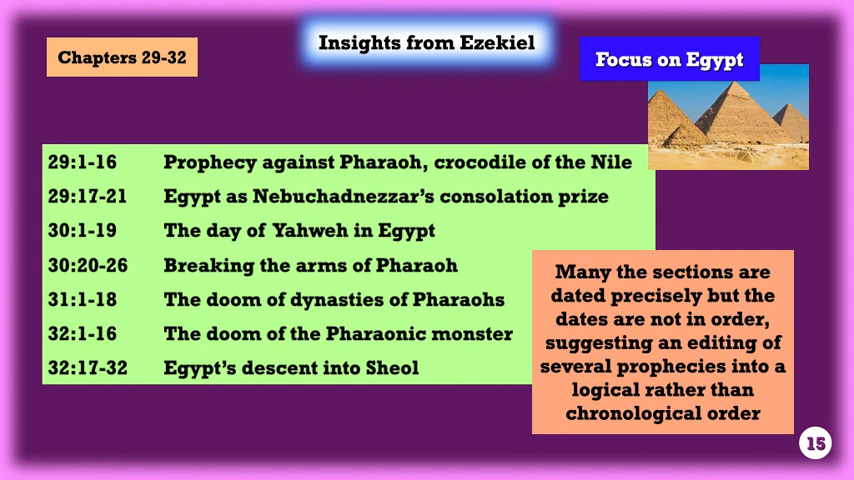 Insights from Ezekiel
Chapters 29-32
Focus on Egypt
29:1-16 Prophecy against Pharaoh, crocodile of the Nile
29:17-21 Egypt as Nebuchadnezzar’s consolation prize
30:1-19 The day of Yahweh in Egypt
30:20-26 Breaking the arms of Pharaoh
31:1-18 The doom of dynasties of Pharaohs
32:1-16 The doom of the Pharaonic monster
32:17-32 Egypt’s descent into Sheol
Many the sections are
dated precisely but the
dates are not in order,
suggesting an editing of
several prophecies into a
logical rather than
chronological order
15